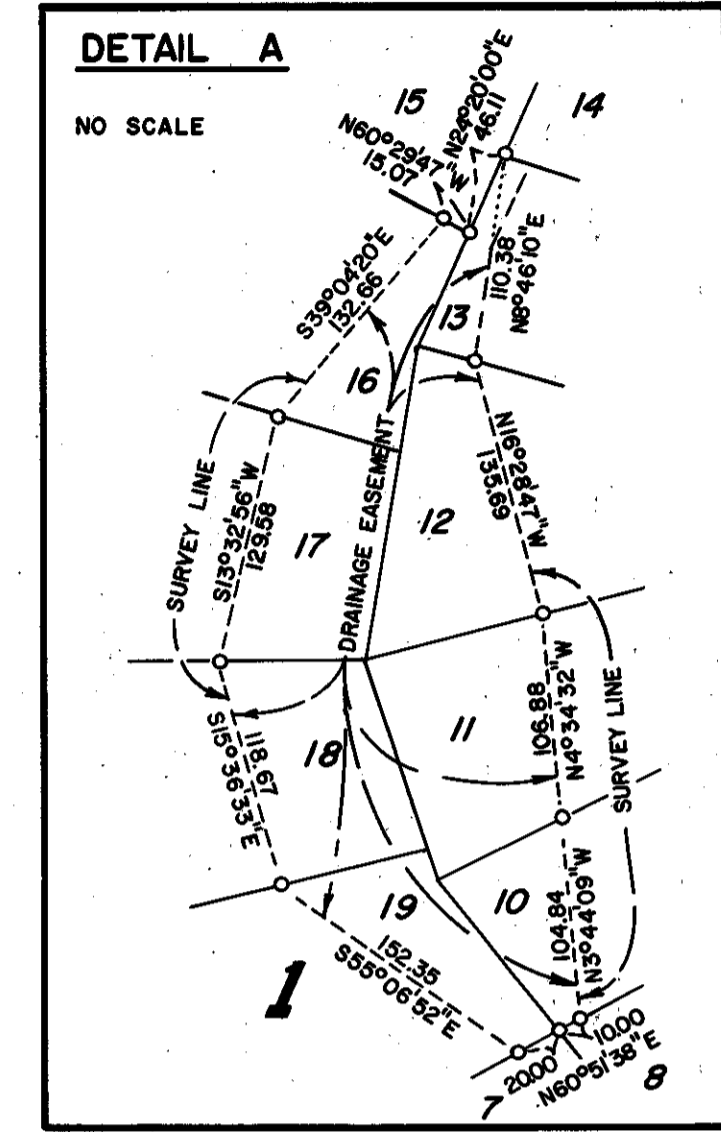 DETAIL A
NO SCALE
15
14
N24°20'00"E
46.11
N60°29'47"W
15.07
S39°04'20"E
132.66
110.38
N8°46'10"E
13
16
SURVEY LINE
S13°32'56"W
129.58
17
DRAINAGE EASEMENT
12
N16°28'47"W
135.69
11
106.88
N4°34'32"W
SURVEY LINE
118.67
S15°36'33"E
18
19
10
104.84
N3°44'09"W
152.35
S55°06'52"E
1
10.00
20.00
N60°51'38"E
7
8